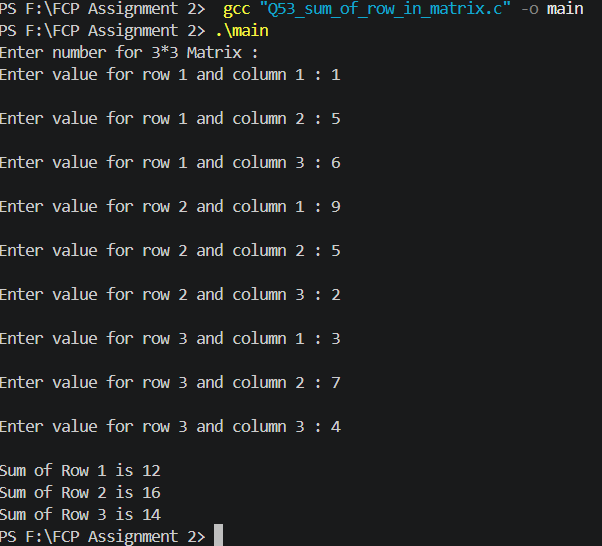 PS F:\FCP Assignment 2>  gcc "Q53_sum_of_row_in_matrix.c" -o main
PS F:\FCP Assignment 2> .\main
Enter number for 3*3 Matrix :
Enter value for row 1 and column 1 : 1
Enter value for row 1 and column 2 : 5
Enter value for row 1 and column 3 : 6
Enter value for row 2 and column 1 : 9
Enter value for row 2 and column 2 : 5
Enter value for row 2 and column 3 : 2
Enter value for row 3 and column 1 : 3
Enter value for row 3 and column 2 : 7
Enter value for row 3 and column 3 : 4
Sum of Row 1 is 12
Sum of Row 2 is 16
Sum of Row 3 is 14
PS F:\FCP Assignment 2>